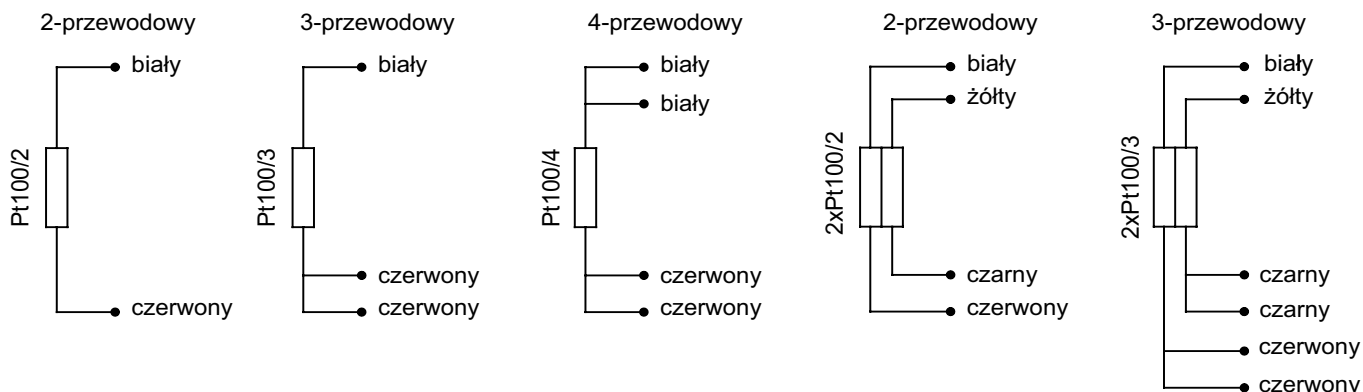 2-przewodowy
biały
Pt100/2
czerwony
3-przewodowy
biały
Pt100/3
czerwony
czerwony
4-przewodowy
biały
biały
Pt100/4
czerwony
czerwony
2-przewodowy
biały
żółty
2xPt100/2
czarny
czerwony
3-przewodowy
biały
żółty
2xPt100/3
czarny
czarny
czerwony
czerwony